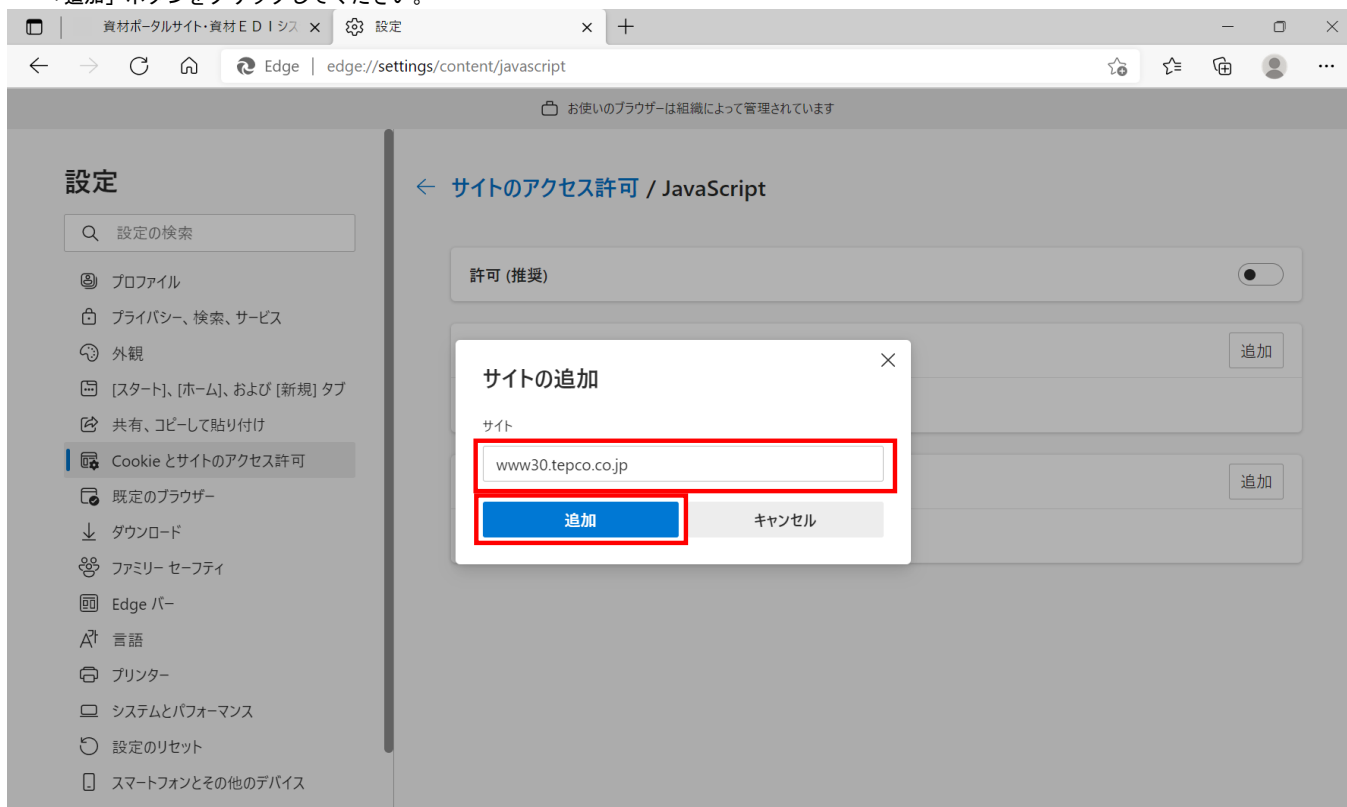 「追加」ボタンをクリックしてください。
資材ポータルサイト・資材ＥＤＩシス
設定
Edge
edge://settings/content/javascript
お使いのブラウザーは組織によって管理されています
設定
サイトのアクセス許可 / JavaScript
設定の検索
許可 (推奨)
プロファイル
プライバシー、検索、サービス
外観
追加
[スタート]、[ホーム]、および [新規] タブ
サイトの追加
共有、コピーして貼り付け
サイト
Cookie とサイトのアクセス許可
www30.tepco.co.jp
既定のブラウザー
追加
ダウンロード
追加
キャンセル
ファミリー セーフティ
Edge バー
言語
プリンター
システムとパフォーマンス
設定のリセット
スマートフォンとその他のデバイス